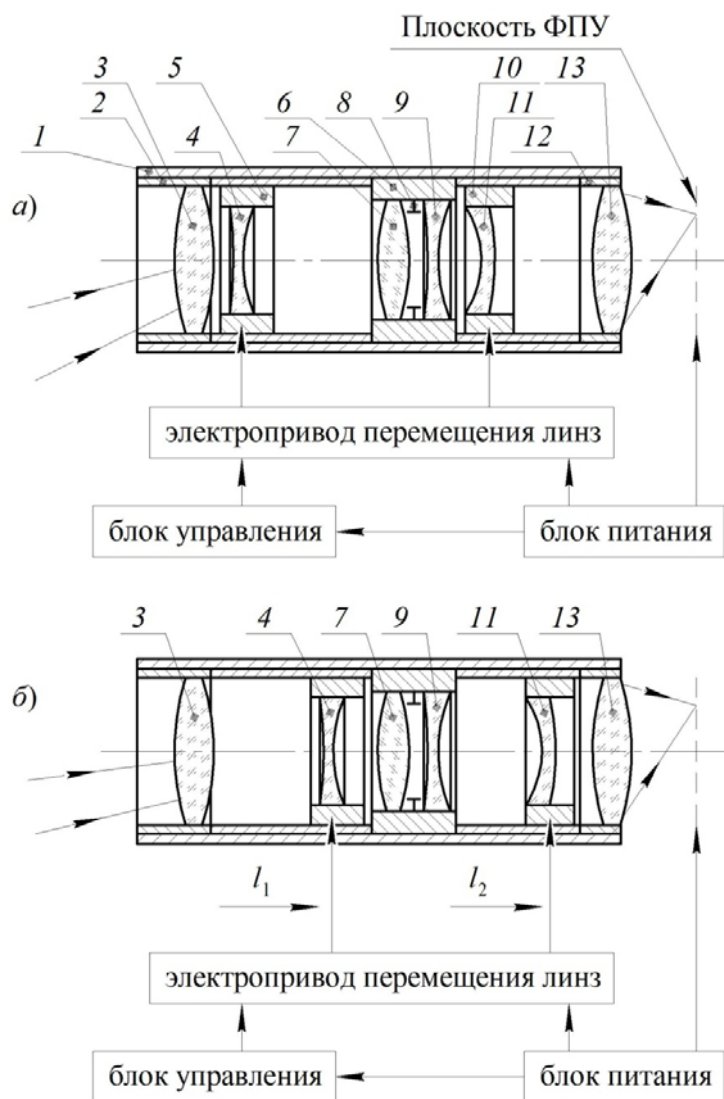 Плоскость ФПУ
3 5 6 8 9 10 13
2 4 7 11
1 12
а)
электропривод перемещения линз
блок управления блок питания
3 4 7 9 11 13
б)
l₁ l₂
электропривод перемещения линз
блок управления блок питания